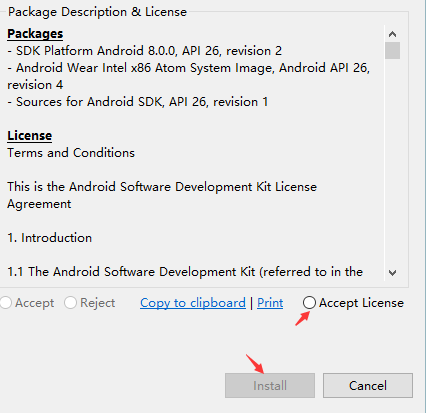 Package Description & License
Packages
- SDK Platform Android 8.0.0, API 26, revision 2
- Android Wear Intel x86 Atom System Image, Android API 26,
revision 4
- Sources for Android SDK, API 26, revision 1
License
Terms and Conditions
This is the Android Software Development Kit License
Agreement
1. Introduction
1.1 The Android Software Development Kit (referred to in the
Accept Reject Copy to clipboard | Print Accept License
Install Cancel